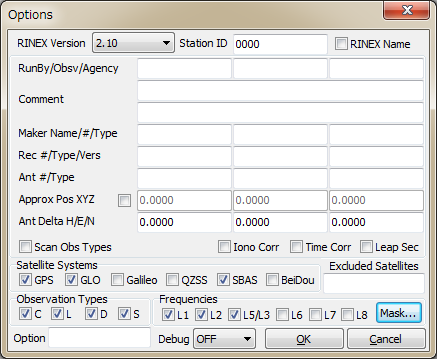 Options
RINEX Version 2.10 Station ID 0000 RINEX Name
RunBy/Obsv/Agency
Comment
Maker Name/#/Type
Rec #/Type/Vers
Ant #/Type
Approx Pos XYZ 0.0000 0.0000 0.0000
Ant Delta H/E/N 0.0000 0.0000 0.0000
Scan Obs Types Iono Corr Time Corr Leap Sec
Satellite Systems Excluded Satellites
GPS GLO Galileo QZSS SBAS BeiDou
Observation Types Frequencies
C L D S L1 L2 L5/L3 L6 L7 L8 Mask...
Option Debug OFF OK Cancel